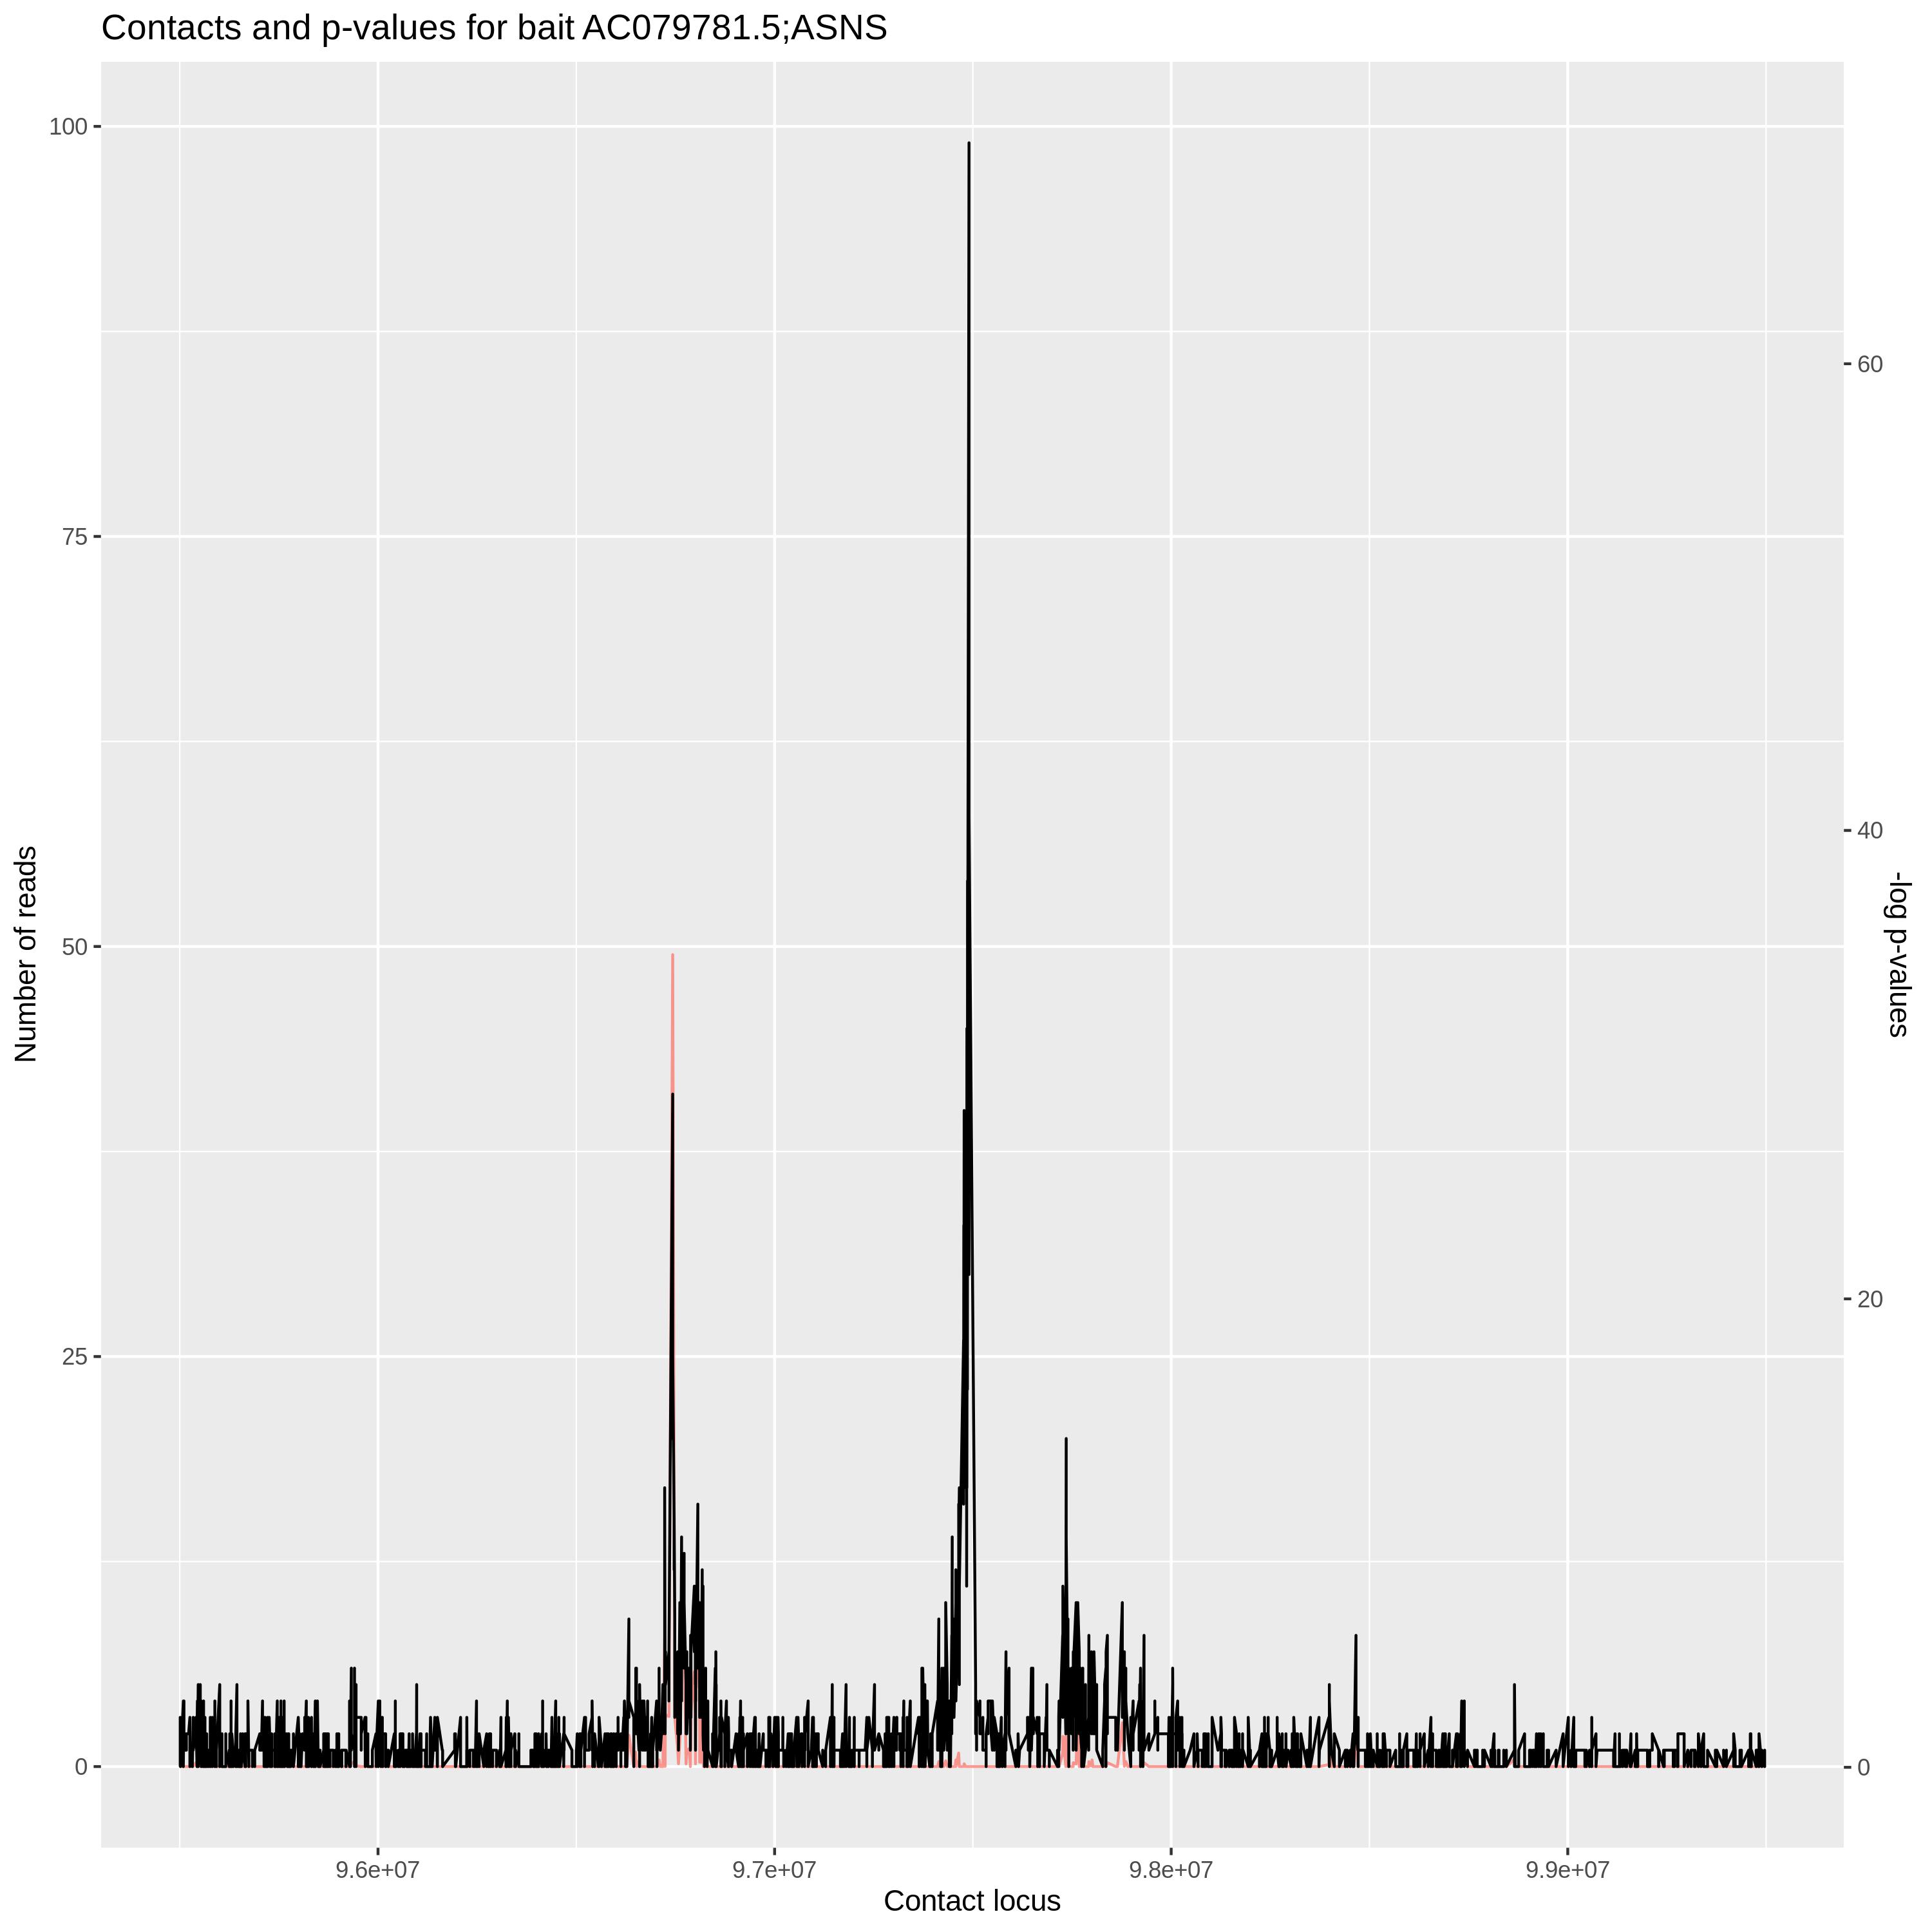 Contacts and p-values for bait AC079781.5;ASNS
100
75
50
25
0
Number of reads
60
40
20
0
-log p-values
9.6e+07
9.7e+07
9.8e+07
9.9e+07
Contact locus